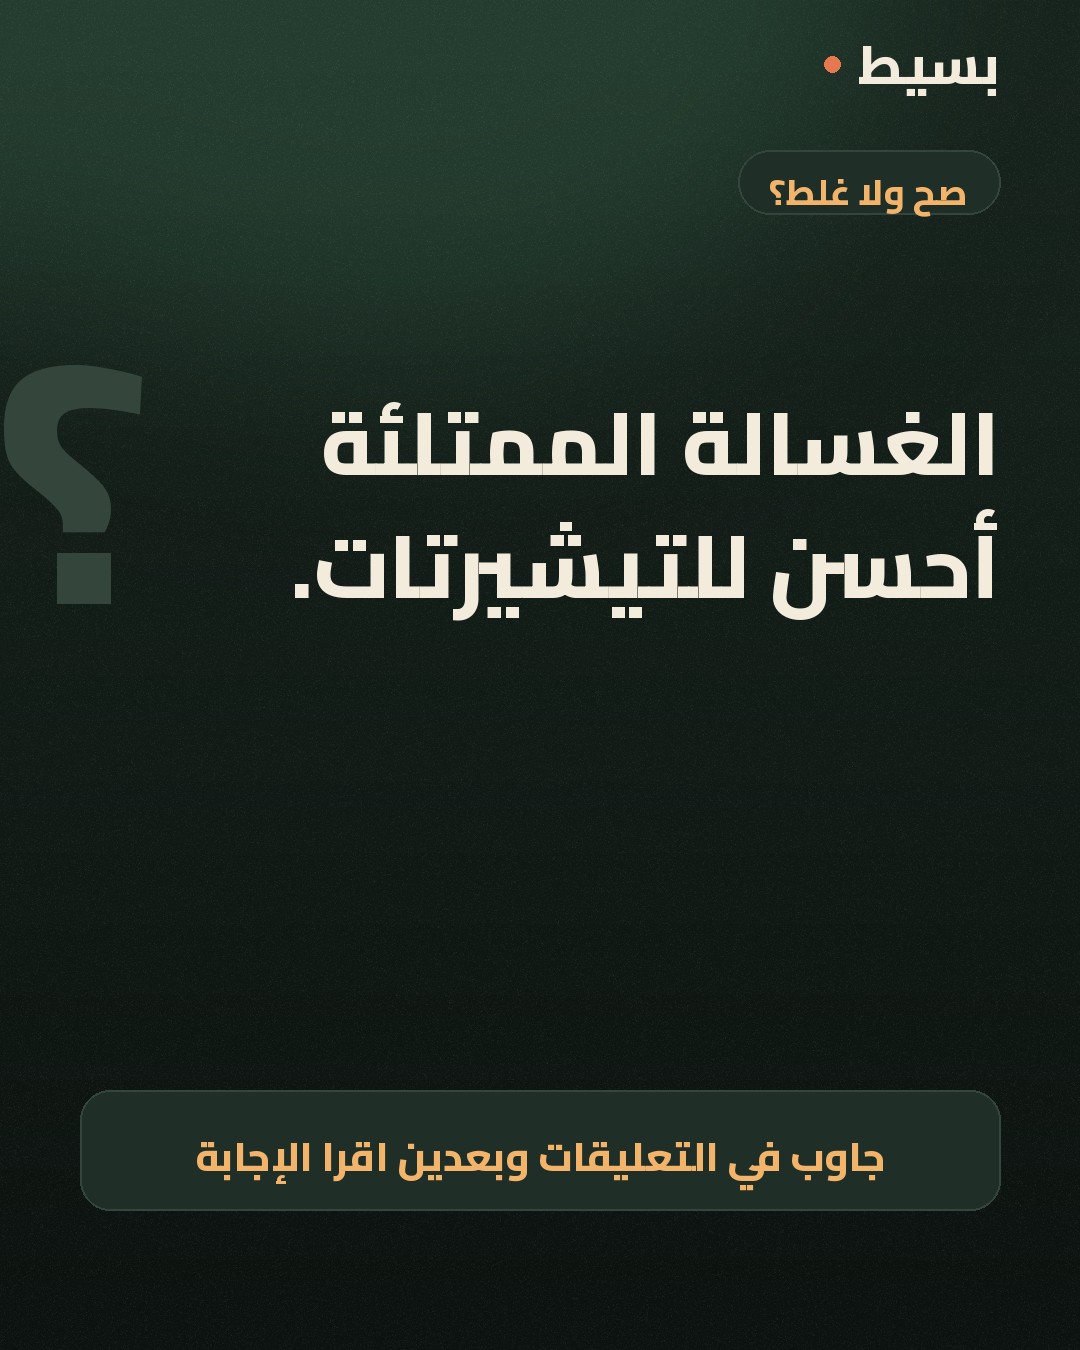 بسيط
صح ولا غلط؟
؟
الغسالة الممتلئة
أحسن للتيشيرتات.
جاوب في التعليقات وبعدين اقرا الإجابة